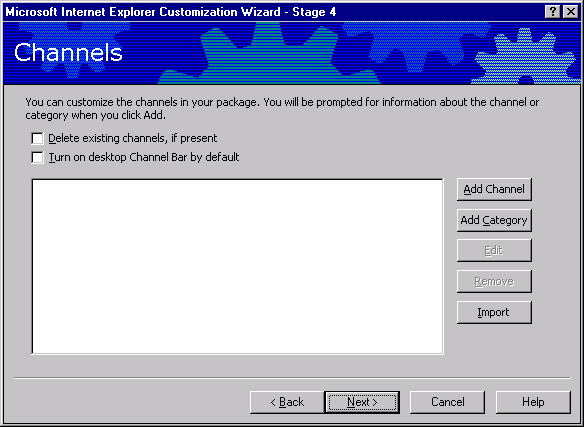 Microsoft Internet Explorer Customization Wizard - Stage 4
Channels
You can customize the channels in your package. You will be prompted for information about the channel or
category when you click Add.
Delete existing channels, if present
Turn on desktop Channel Bar by default
Add Channel
Add Category
Edit
Remove
Import
< Back
Next >
Cancel
Help